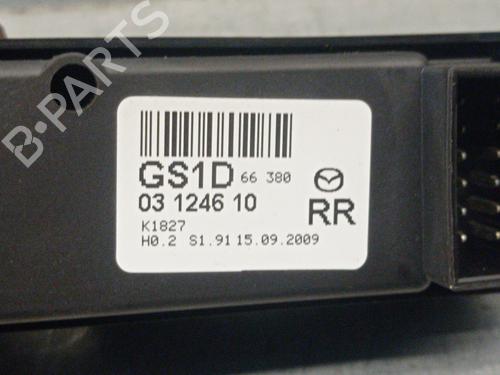 B-PARTS
GS1D 66 380
03 1246 10
RR
K1827
H0.2 S1.91 15.09.2009